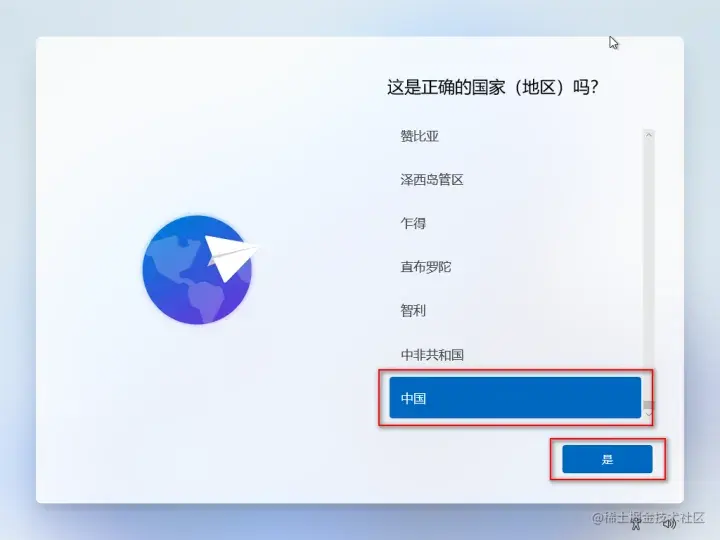 这是正确的国家（地区）吗？
赞比亚
泽西岛管区
乍得
直布罗陀
智利
中非共和国
中国
是
@稀土掘金技术社区